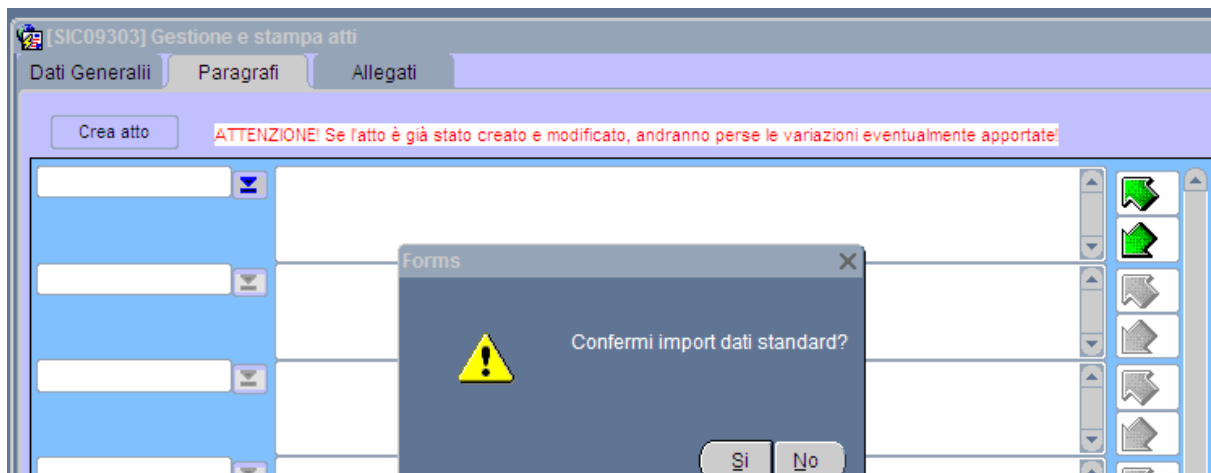 [SIC09303] Gestione e stampa atti
Dati Generalii Paragrafi Allegati
Crea atto ATTENZIONE! Se l'atto è già stato creato e modificato, andranno perse le variazioni eventualmente apportate!
Forms
Confermi import dati standard?
Si No